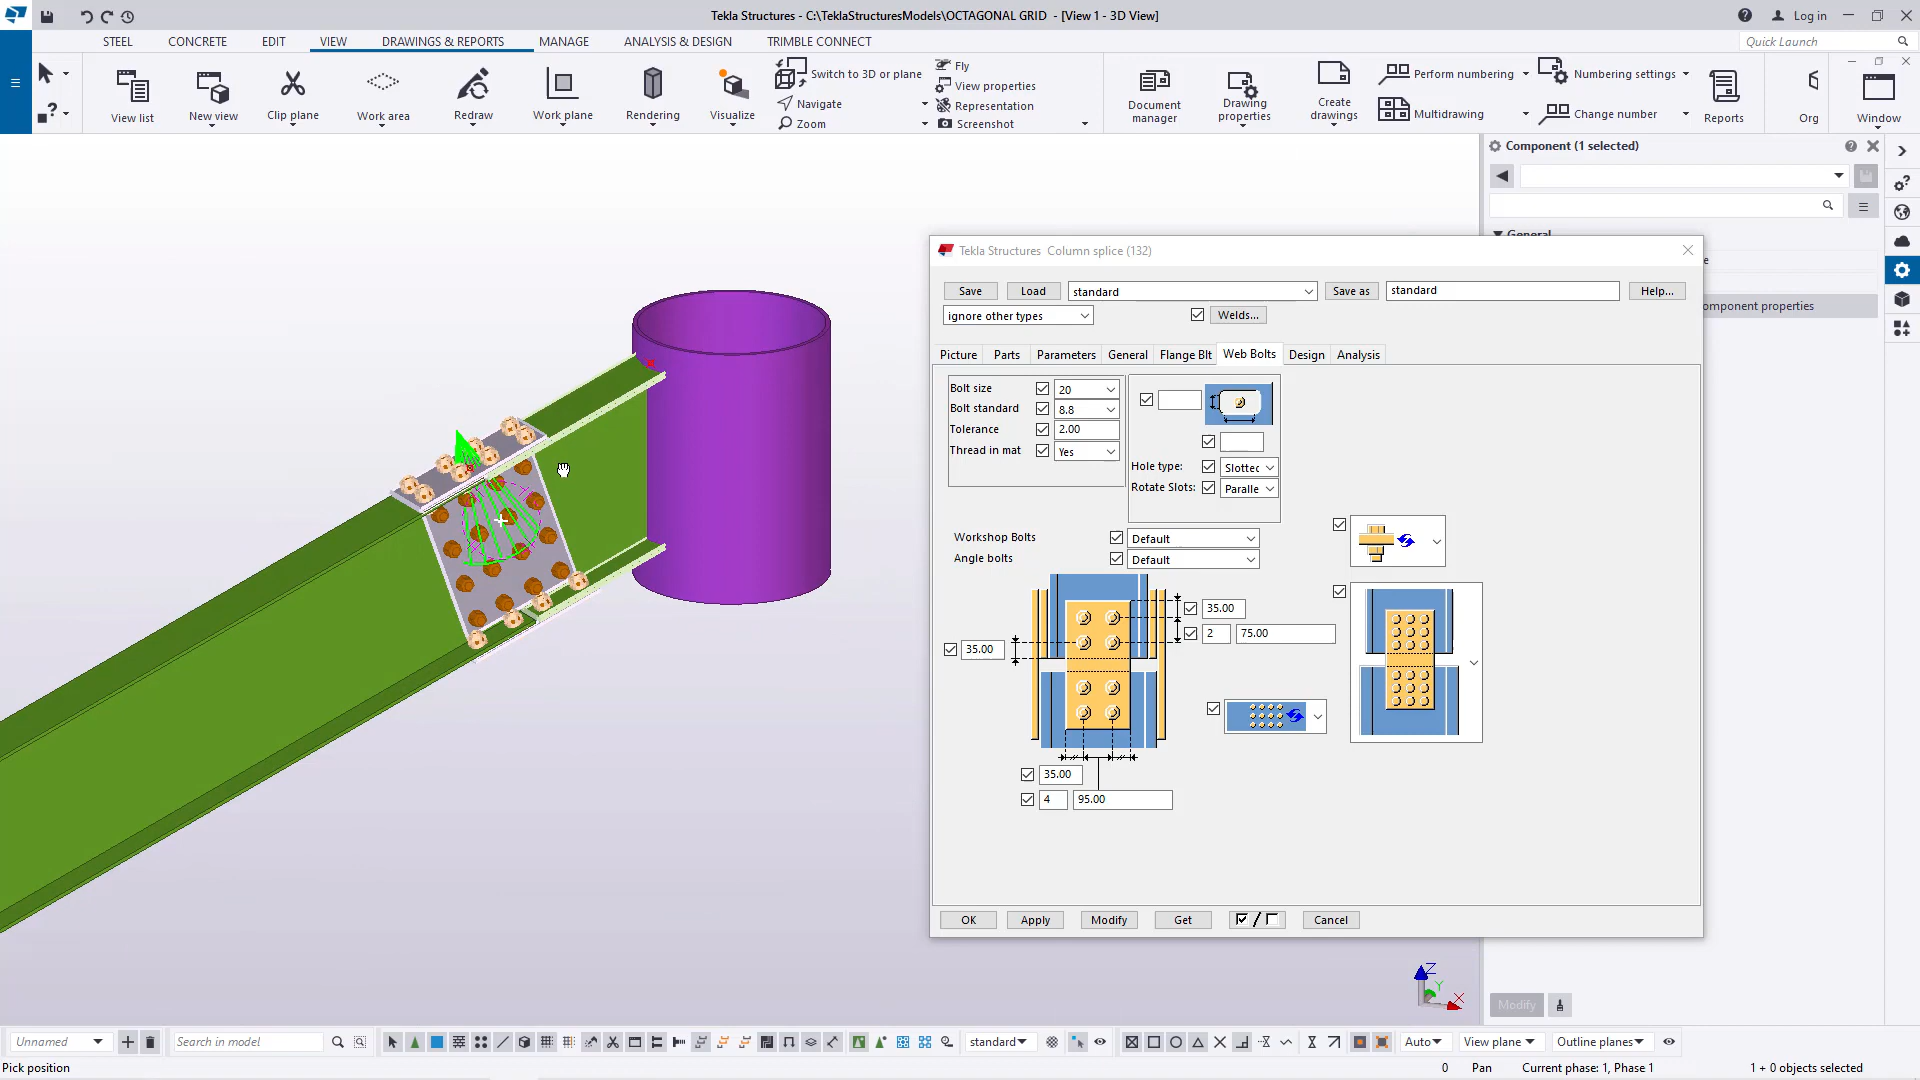 Tekla Structures - C:\TeklaStructuresModels\OCTAGONAL GRID - [View 1 - 3D View]
Log in
STEEL CONCRETE EDIT VIEW DRAWINGS & REPORTS MANAGE ANALYSIS & DESIGN TRIMBLE CONNECT
Quick Launch
View list
New view
Clip plane
Work area
Redraw
Work plane
Rendering
Visualize
Switch to 3D or plane
Navigate
Zoom
Fly
View properties
Representation
Screenshot
Document manager
Drawing properties
Create drawings
Perform numbering
Multidrawing
Numbering settings
Change number
Reports
Org
Window
Component (1 selected)
General
omponent properties
Tekla Structures Column splice (132)
Save Load standard Save as standard Help...
ignore other types Welds...
Picture Parts Parameters General Flange Blt Web Bolts Design Analysis
Bolt size 20
Bolt standard 8.8
Tolerance 2.00
Thread in mat Yes
Hole type: Slottec
Rotate Slots: Paralle
Workshop Bolts Default
Angle bolts Default
35.00
2 75.00
35.00
35.00
4 95.00
OK Apply Modify Get / Cancel
Z
Y
X
Modify
Unnamed
Search in model
standard
Auto
View plane
Outline planes
Pick position
0 Pan Current phase: 1, Phase 1 1 + 0 objects selected